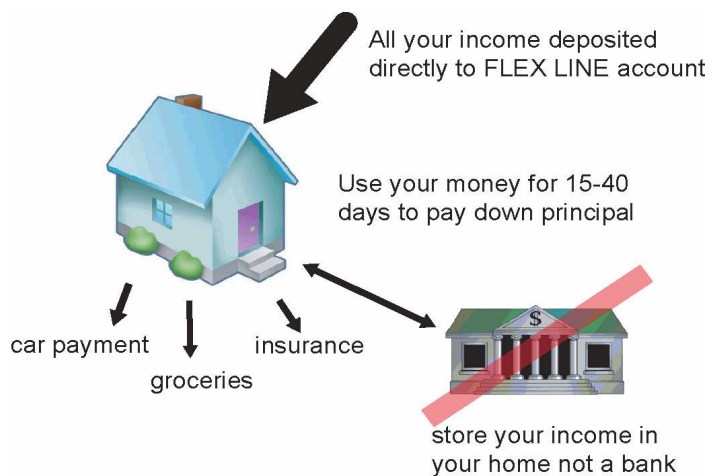 All your income deposited
directly to FLEX LINE account
Use your money for 15-40
days to pay down principal
car payment
insurance
groceries
$
store your income in
your home not a bank